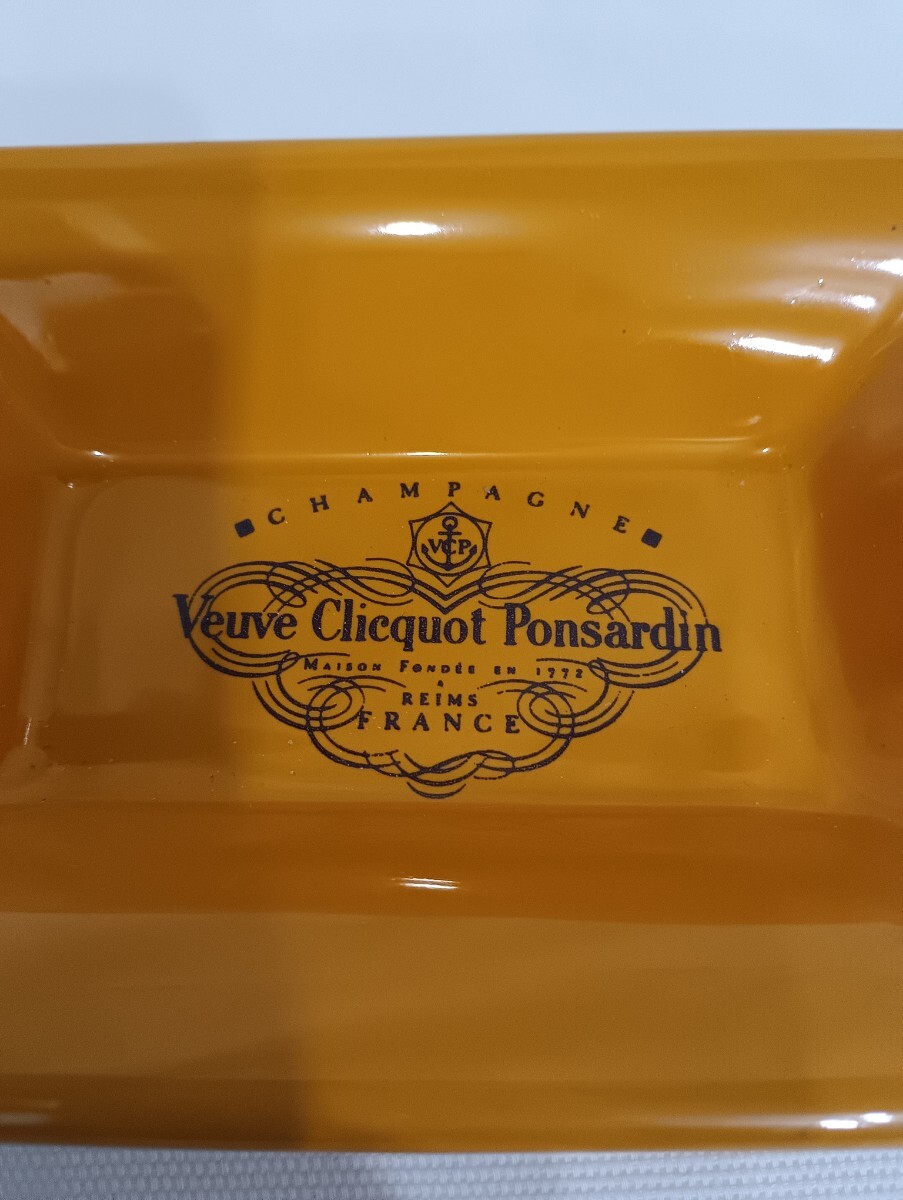 CHAMPAGNE
VCP
Veuve Clicquot Ponsardin
MAISON FONDÉE EN 1772
À
REIMS
FRANCE